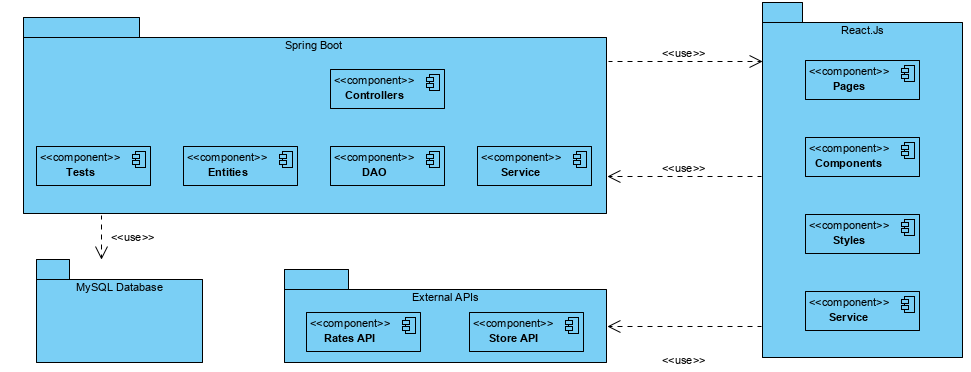 Spring Boot
<<component>>
Controllers
<<component>>
Tests
<<component>>
Entities
<<component>>
DAO
<<component>>
Service
<<use>>
<<use>>
<<use>>
MySQL Database
External APIs
<<component>>
Rates API
<<component>>
Store API
<<use>>
React.Js
<<component>>
Pages
<<component>>
Components
<<component>>
Styles
<<component>>
Service